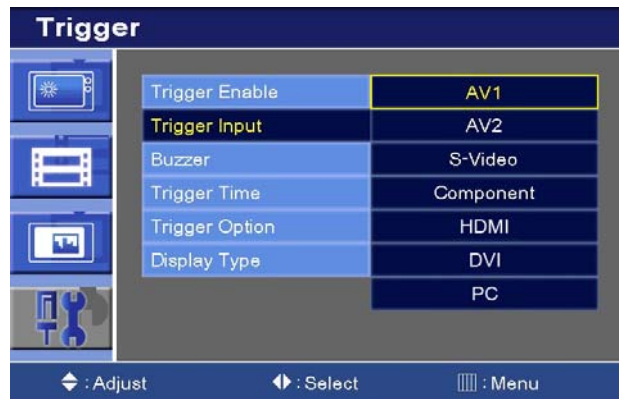 Trigger
Trigger Enable AV1
Trigger Input AV2
Buzzer S-Video
Trigger Time Component
Trigger Option HDMI
Display Type DVI
PC
: Adjust : Select : Menu